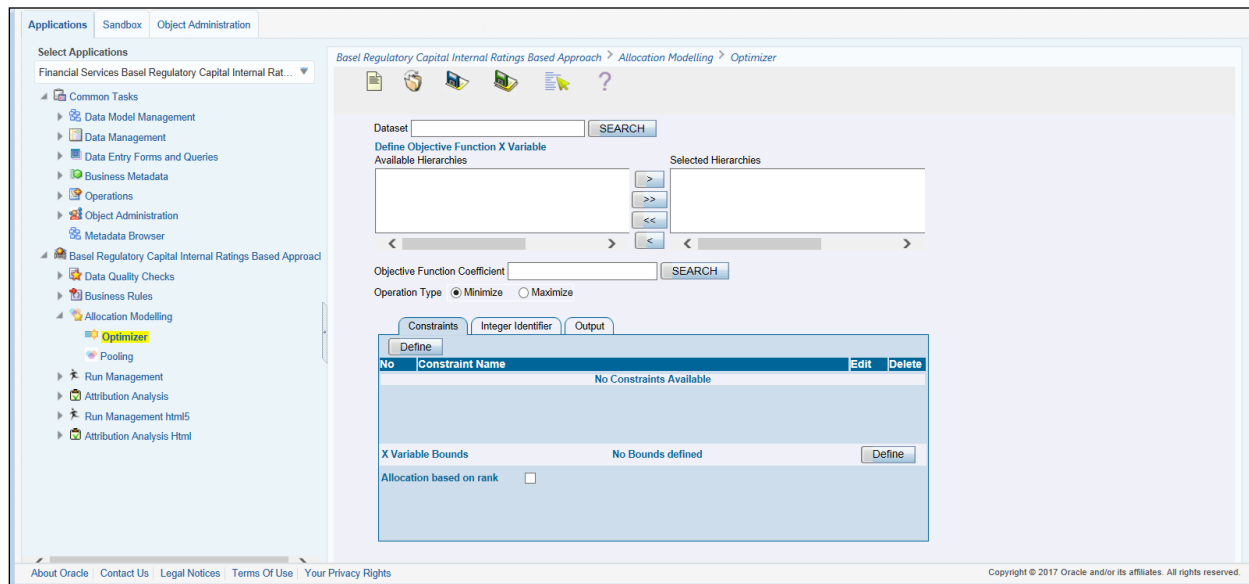 Applications Sandbox Object Administration
Select Applications
Financial Services Basel Regulatory Capital Internal Rat...
Common Tasks
Data Model Management
Data Management
Data Entry Forms and Queries
Business Metadata
Operations
Object Administration
Metadata Browser
Basel Regulatory Capital Internal Ratings Based Approacl
Data Quality Checks
Business Rules
Allocation Modelling
Optimizer
Pooling
Run Management
Attribution Analysis
Run Management html5
Attribution Analysis Html
Basel Regulatory Capital Internal Ratings Based Approach > Allocation Modelling > Optimizer
?
Dataset SEARCH
Define Objective Function X Variable
Available Hierarchies Selected Hierarchies
>
>>
<<
<
Objective Function Coefficient SEARCH
Operation Type Minimize Maximize
Constraints Integer Identifier Output
Define
No Constraint Name Edit Delete
No Constraints Available
X Variable Bounds No Bounds defined Define
Allocation based on rank
About Oracle Contact Us Legal Notices Terms Of Use Your Privacy Rights
Copyright © 2017 Oracle and/or its affiliates. All rights reserved.